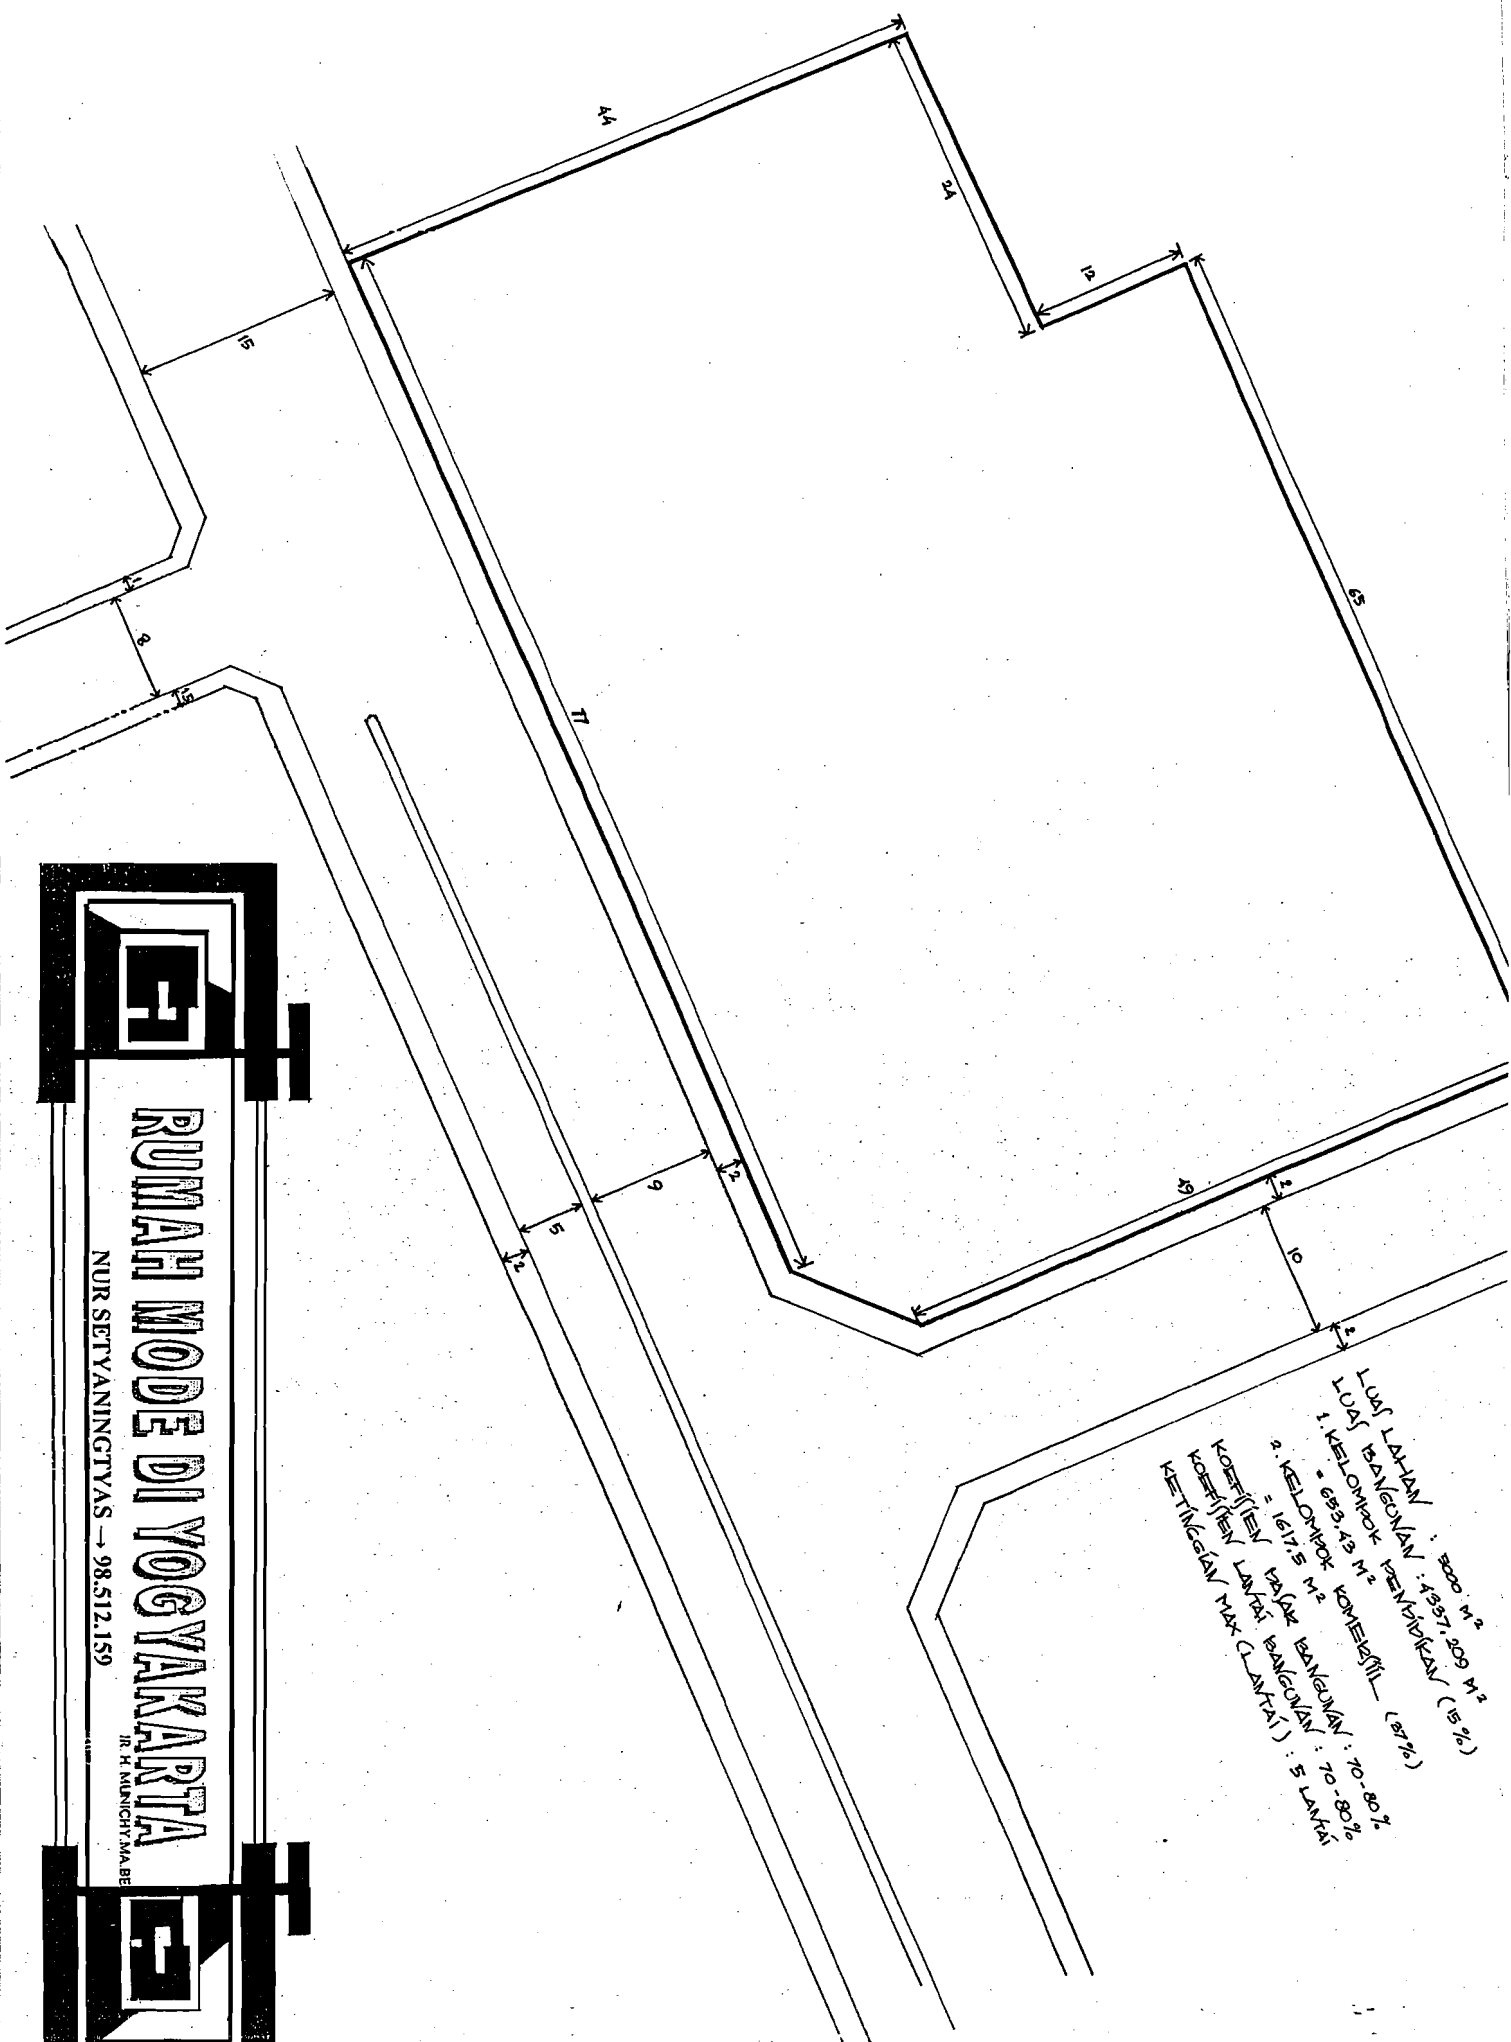 LUAS LAHAN : 5000 M²
LUAS BANGUNAN : 4357.209 M²
1. KELOMPOK PENDIDIKAN (15%)
= 653.43 M²
2. KELOMPOK KOMERSIIL (37%)
= 1617.5 M²
KOEFISIEN DASAR BANGUNAN : 70-80%
KOEFISIEN LANTAI BANGUNAN : 70-80%
KETINGGIAN MAX (LANTAI) : 5 LANTAI
44
24
12
65
15
77
1
8
1.5
49
2
10
2
2
9
5
2
RUMAH MODE DI YOGYAKARTA
NUR SETYANINGTYAS → 98.512.159
IR. H. MUNICHY.MA.BE